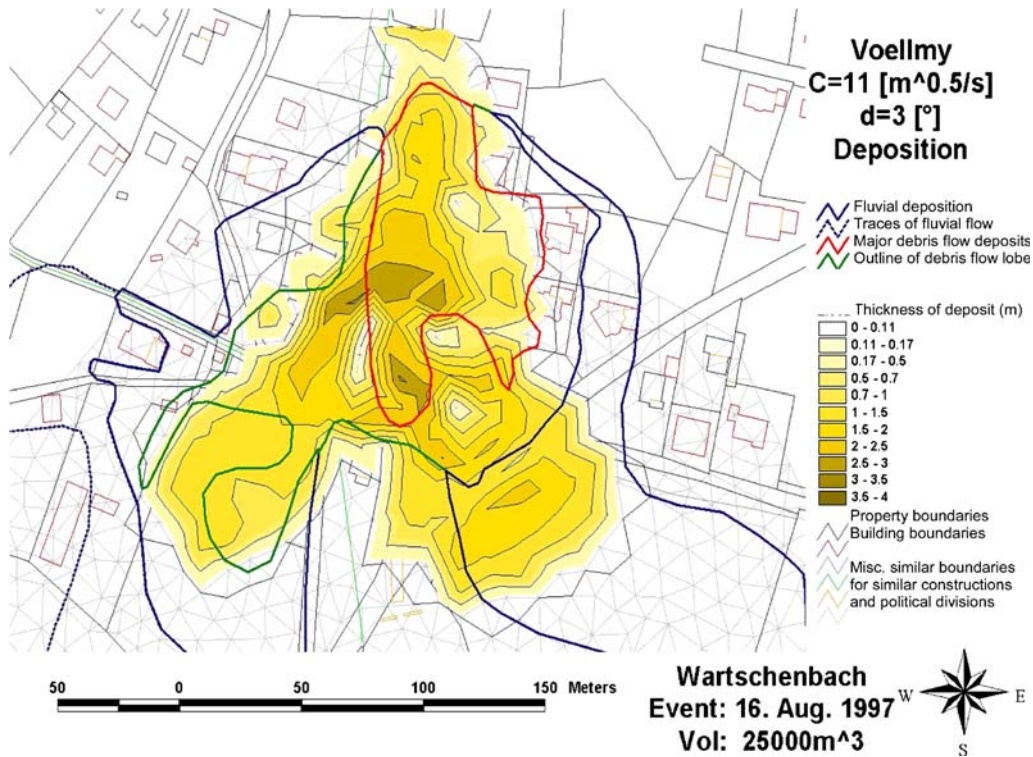 Voellmy
C=11 [m^0.5/s]
d=3 [°]
Deposition
Fluvial deposition
Traces of fluvial flow
Major debris flow deposits
Outline of debris flow lobe
Thickness of deposit (m)
0 - 0.11
0.11 - 0.17
0.17 - 0.5
0.5 - 0.7
0.7 - 1
1 - 1.5
1.5 - 2
2 - 2.5
2.5 - 3
3 - 3.5
3.5 - 4
Property boundaries
Building boundaries
Misc. similar boundaries
for similar constructions
and political divisions
50 0 50 100 150 Meters
Wartschenbach
Event: 16. Aug. 1997
Vol: 25000m^3
W E
S